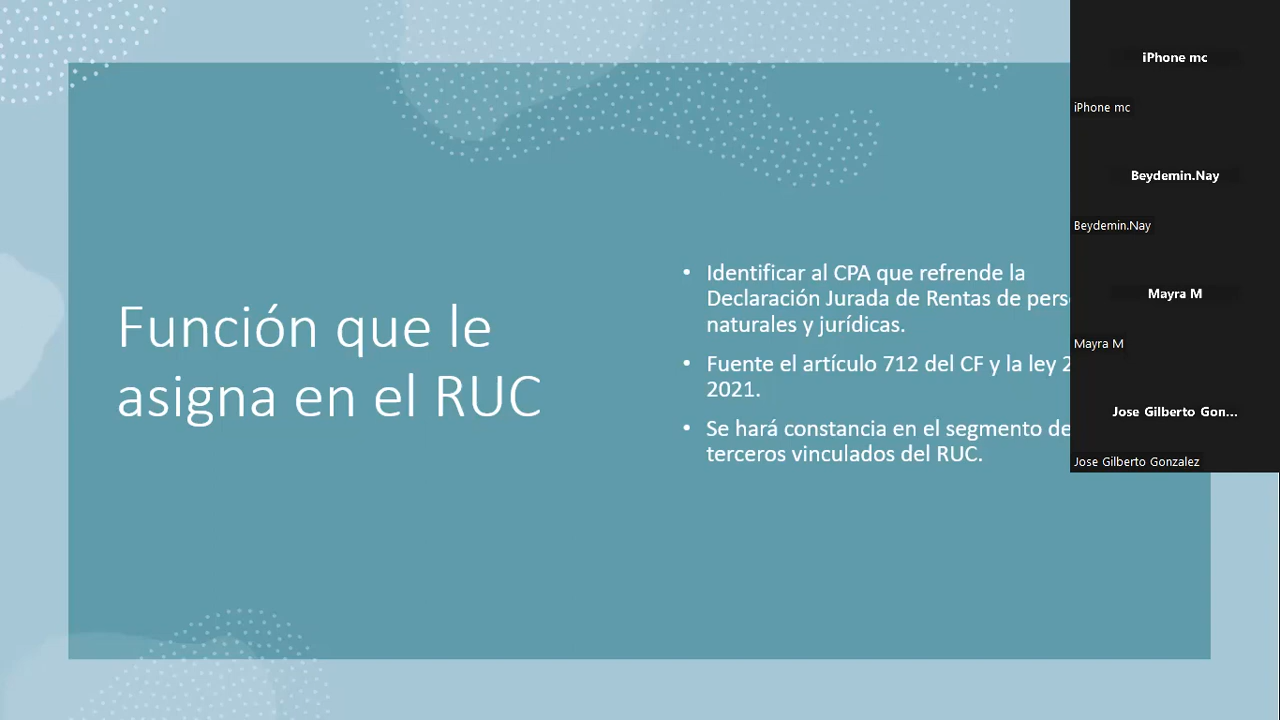 Función que le
asigna en el RUC
• Identificar al CPA que refrende la
Declaración Jurada de Rentas de
naturales y jurídicas.
• Fuente el artículo 712 del CF y la ley
2021.
• Se hará constancia en el segmento de
terceros vinculados del RUC.
iPhone mc
iPhone mc
Beydemin.Nay
Beydemin.Nay
Mayra M
Mayra M
Jose Gilberto Gon...
Jose Gilberto Gonzalez